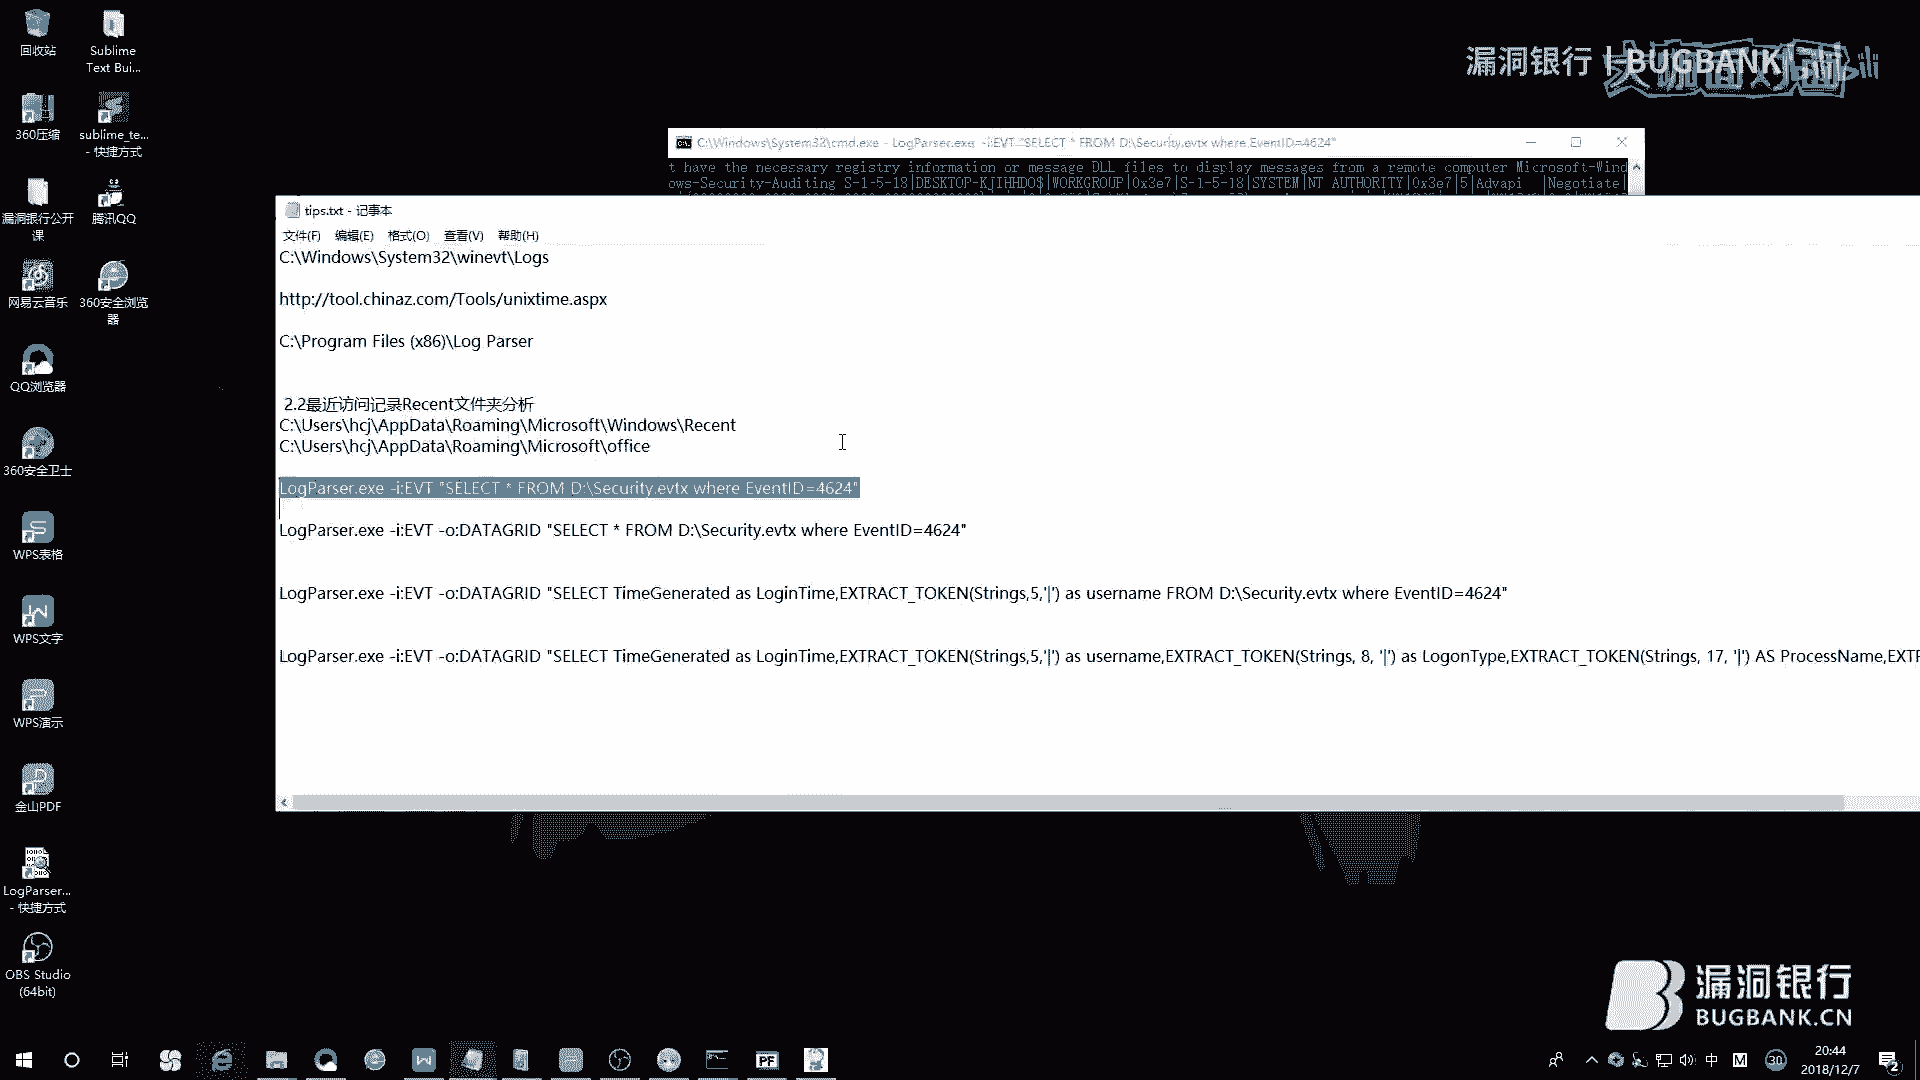 回收站
Sublime
Text Bui...
360压缩
sublime_te...
- 快捷方式
漏洞银行公开
课
腾讯QQ
网易云音乐
360安全浏览
器
QQ浏览器
360安全卫士
WPS表格
WPS文字
WPS演示
金山PDF
LogParser...
- 快捷方式
OBS Studio
(64bit)
漏洞银行 | BUGBANK
C:\Windows\System32\cmd.exe - LogParser.exe -i:EVT "SELECT * FROM D:\Security.evtx where EventID=4624"
t have the necessary registry information or message DLL files to display messages from a remote computer Microsoft-Wind
ows-Security-Auditing S-1-5-18|DESKTOP-KJIHHDO$|WORKGROUP|0x3e7|S-1-5-18|SYSTEM|NT AUTHORITY|0x3e7|5|Advapi |Negotiate|
tips.txt - 记事本
文件(F) 编辑(E) 格式(O) 查看(V) 帮助(H)
C:\Windows\System32\winevt\Logs
http://tool.chinaz.com/Tools/unixtime.aspx
C:\Program Files (x86)\Log Parser
2.2最近访问记录Recent文件夹分析
C:\Users\hcj\AppData\Roaming\Microsoft\Windows\Recent
C:\Users\hcj\AppData\Roaming\Microsoft\office
LogParser.exe -i:EVT "SELECT * FROM D:\Security.evtx where EventID=4624"
LogParser.exe -i:EVT -o:DATAGRID "SELECT * FROM D:\Security.evtx where EventID=4624"
LogParser.exe -i:EVT -o:DATAGRID "SELECT TimeGenerated as LoginTime,EXTRACT_TOKEN(Strings,5,'|') as username FROM D:\Security.evtx where EventID=4624"
LogParser.exe -i:EVT -o:DATAGRID "SELECT TimeGenerated as LoginTime,EXTRACT_TOKEN(Strings,5,'|') as username,EXTRACT_TOKEN(Strings, 8, '|') as LogonType,EXTRACT_TOKEN(Strings, 17, '|') AS ProcessName,EXTR
漏洞银行
BUGBANK.CN
PF
中
M
30
20:44
2018/12/7
2